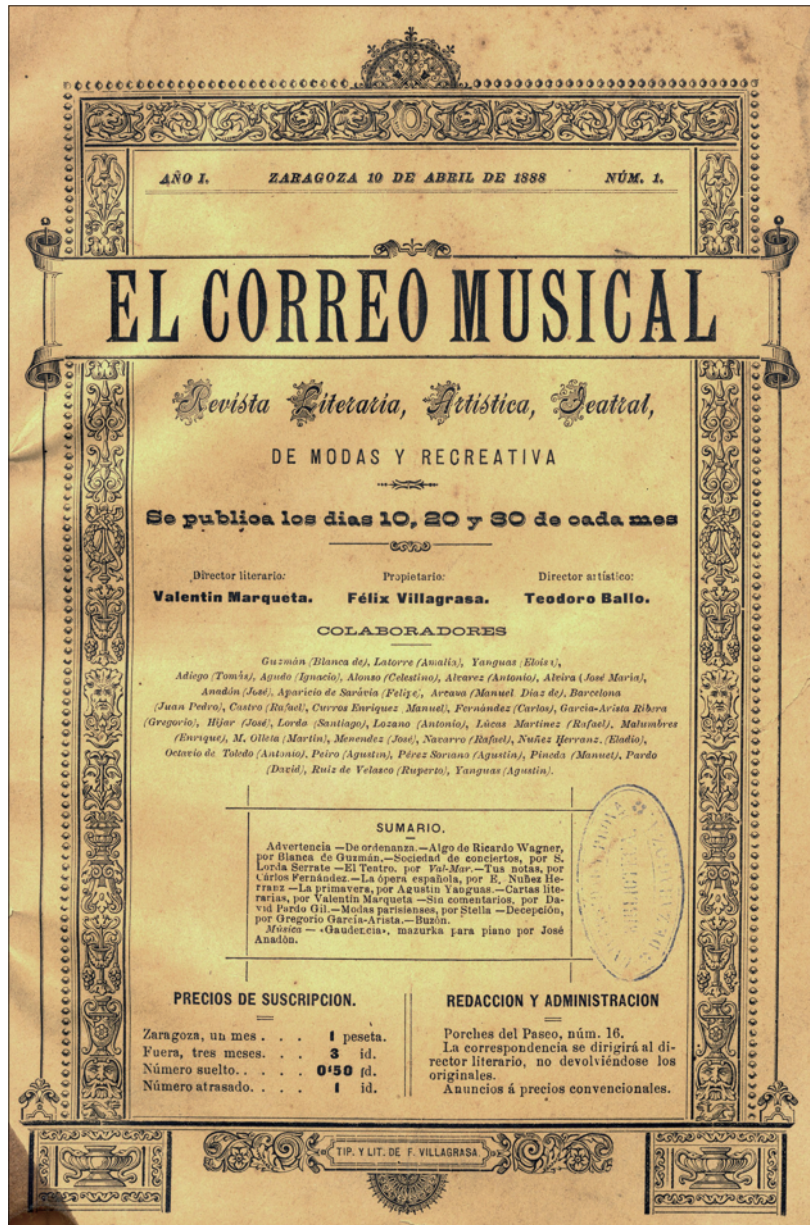 AÑO I. ZARAGOZA 10 DE ABRIL DE 1888 NÚM. 1.
EL CORREO MUSICAL
Revista Literaria, Artística, Teatral,
DE MODAS Y RECREATIVA
Se publica los dias 10, 20 y 30 de cada mes
Director literario: Propietario: Director artístico:
Valentin Marqueta. Félix Villagrasa. Teodoro Ballo.
COLABORADORES
Guzmán (Blanca de), Latorre (Amalia), Yanguas (Eloisa),
Adiego (Tomás), Agudo (Ignacio), Alonso (Celestino), Alvarez (Antonio), Alvira (José María),
Anadón (José), Aparicio de Sarávia (Felipe), Arcaya (Manuel Diaz de), Barcelona
(Juan Pedro), Castro (Rafael), Curros Enriquez Manuel), Fernández (Carlos), García-Arista Ribera
(Gregorio), Hijar (José), Lorda (Santiago), Lozano (Antonio), Lúcas Martinez (Rafael), Malumbres
(Enrique), M. Olleta (Martin), Menendez (José), Navarro (Rafael), Nuñez Herranz. (Eladio),
Octavio de Toledo (Antonio), Peiro (Agustin), Pérez Soriano (Agustin), Pineda (Manuel), Pardo
(David), Ruiz de Velasco (Ruperto), Yanguas (Agustin).
SUMARIO.
Advertencia —De ordenanza.—Algo de Ricardo Wagner,
por Blanca de Guzmán.—Sociedad de conciertos, por S.
Lorda Serrate —El Teatro. por Val-Mar.—Tus notas, por
Cárlos Fernández.—La ópera española, por E. Nuñez He-
rranz —La primavera, por Agustin Yanguas.—Cartas lite-
rarias, por Valentin Marqueta —Sin comentarios, por Da-
vid Pardo Gil.—Modas parisienses, por Stella —Decepción,
por Gregorio García-Arista.—Buzón.
Música — «Gaudencia», mazurka para piano por José
Anadón.
PRECIOS DE SUSCRIPCION.
Zaragoza, un mes . . . 1 peseta.
Fuera, tres meses. . . 3 id.
Número suelto. . . . . 0'50 id.
Número atrasado. . . . 1 id.
REDACCION Y ADMINISTRACION
Porches del Paseo, núm. 16.
La correspondencia se dirigirá al di-
rector literario, no devolviéndose los
originales.
Anuncios á precios convencionales.
TIP. Y LIT. DE F. VILLAGRASA.